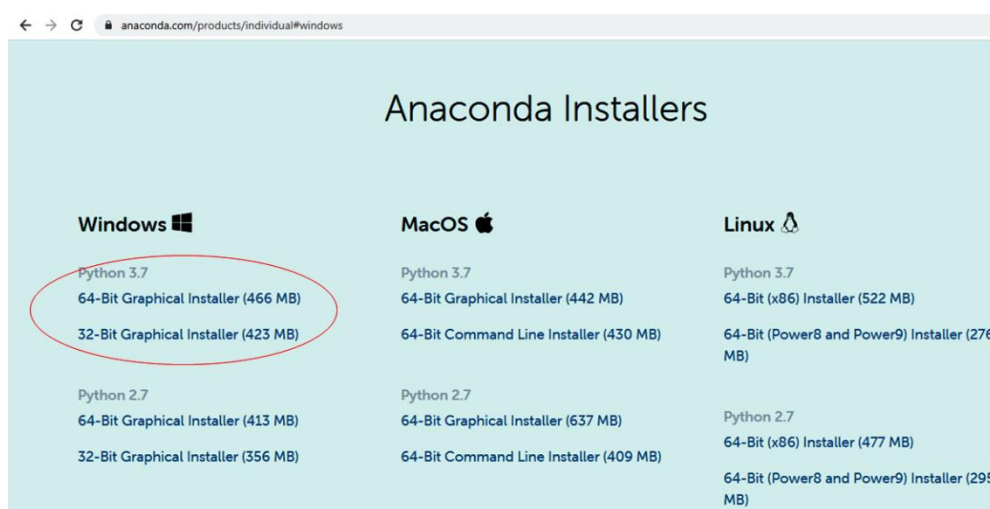 anaconda.com/products/individual#windows
Anaconda Installers
Windows
Python 3.7
64-Bit Graphical Installer (466 MB)
32-Bit Graphical Installer (423 MB)
Python 2.7
64-Bit Graphical Installer (413 MB)
32-Bit Graphical Installer (356 MB)
MacOS
Python 3.7
64-Bit Graphical Installer (442 MB)
64-Bit Command Line Installer (430 MB)
Python 2.7
64-Bit Graphical Installer (637 MB)
64-Bit Command Line Installer (409 MB)
Linux
Python 3.7
64-Bit (x86) Installer (522 MB)
64-Bit (Power8 and Power9) Installer (276
MB)
Python 2.7
64-Bit (x86) Installer (477 MB)
64-Bit (Power8 and Power9) Installer (295
MB)